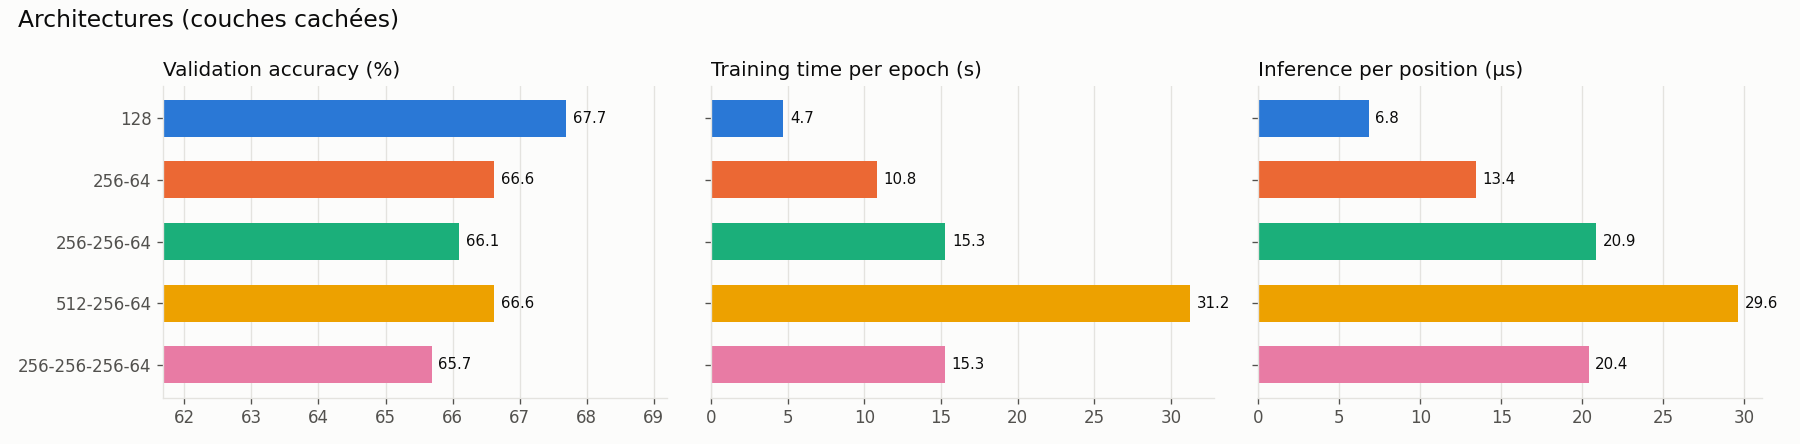 Architectures (couches cachées)
Validation accuracy (%)
Training time per epoch (s)
Inference per position (µs)
128
67.7
4.7
6.8
256-64
66.6
10.8
13.4
256-256-64
66.1
15.3
20.9
512-256-64
66.6
31.2
29.6
256-256-256-64
65.7
15.3
20.4
62 63 64 65 66 67 68 69
0 5 10 15 20 25 30
0 5 10 15 20 25 30